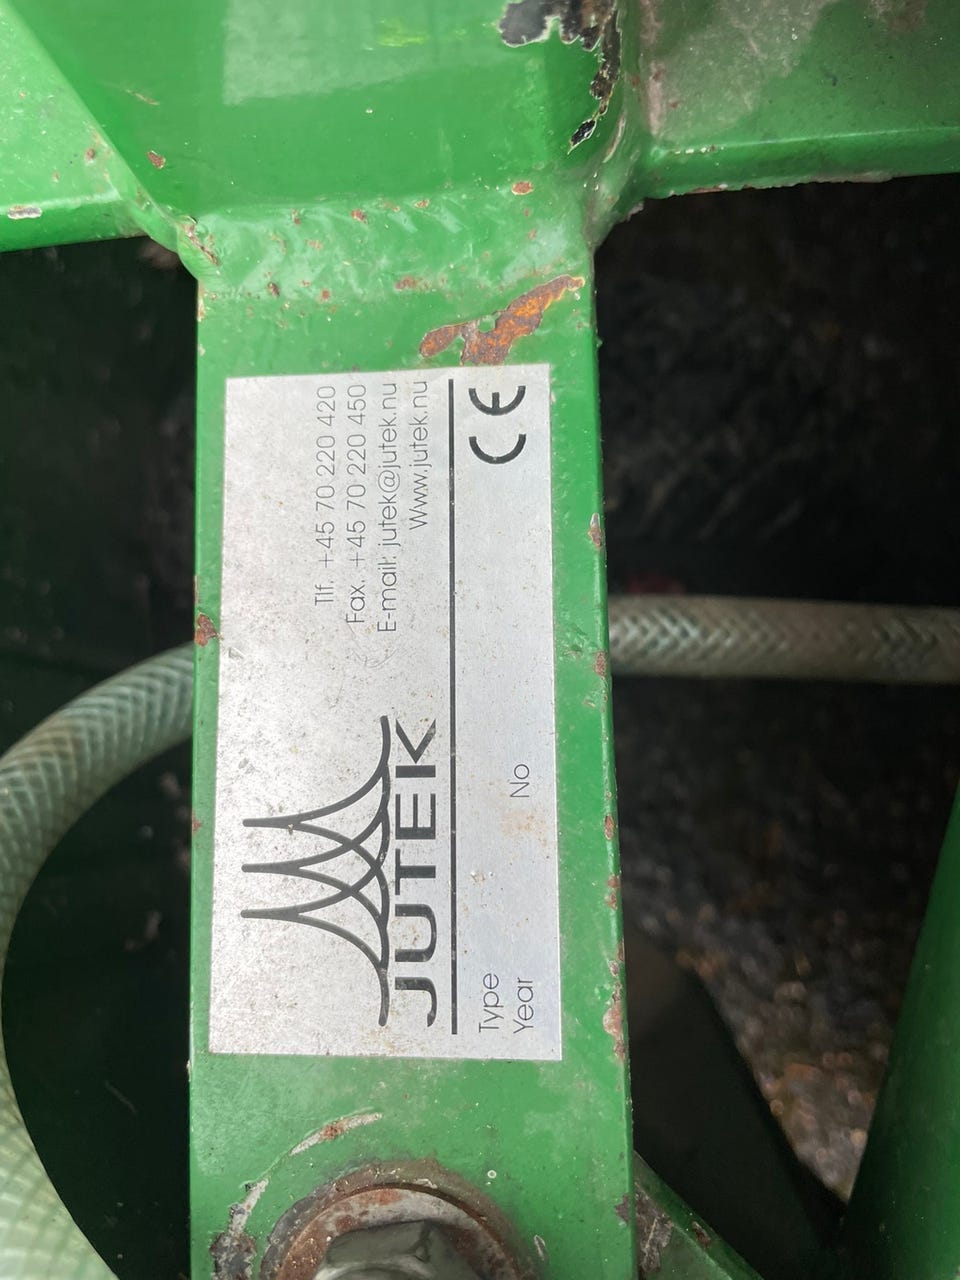 JUTEK
Tlf. +45 70 220 420
Fax. +45 70 220 450
E-mail: jutek@jutek.nu
Www.jutek.nu
Type
Year No
CE